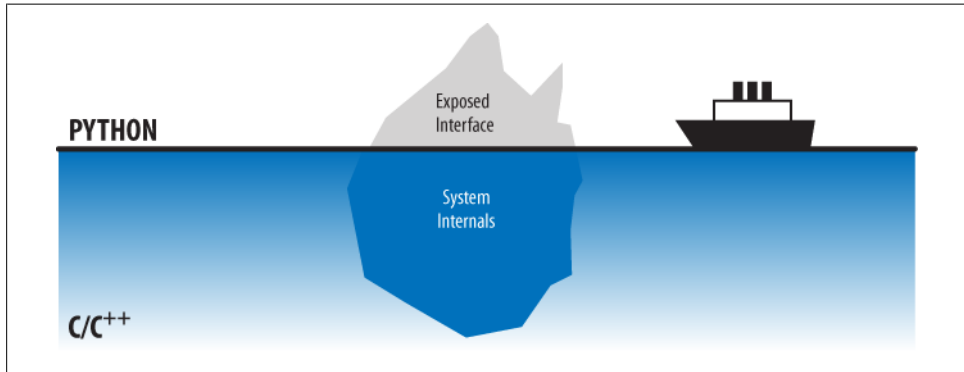 Exposed
Interface
PYTHON
System
Internals
C/C++